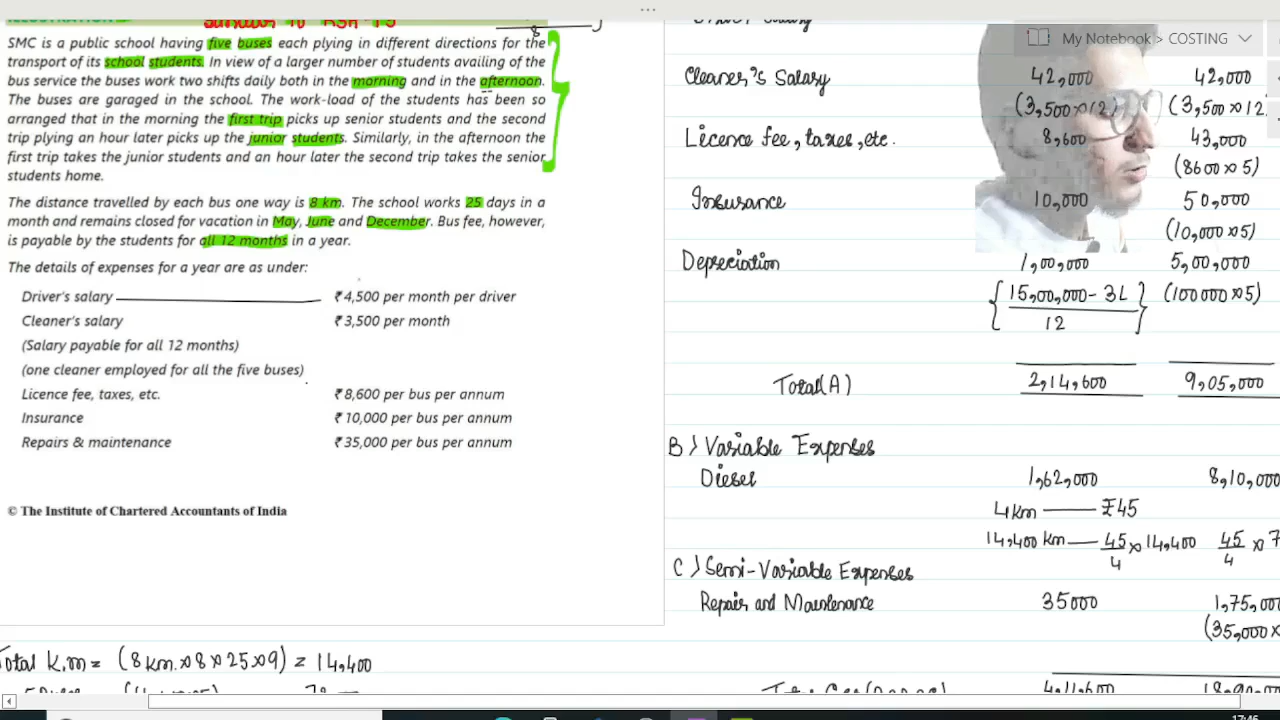 SMC is a public school having five buses each plying in different directions for the
transport of its school students. In view of a larger number of students availing of the
bus service the buses work two shifts daily both in the morning and in the afternoon.
The buses are garaged in the school. The work-load of the students has been so
arranged that in the morning the first trip picks up senior students and the second
trip plying an hour later picks up the junior students. Similarly, in the afternoon the
first trip takes the junior students and an hour later the second trip takes the senior
students home.
The distance travelled by each bus one way is 8 km. The school works 25 days in a
month and remains closed for vacation in May, June and December. Bus fee, however,
is payable by the students for all 12 months in a year.
The details of expenses for a year are as under:
Driver's salary ₹ 4,500 per month per driver
Cleaner's salary ₹ 3,500 per month
(Salary payable for all 12 months)
(one cleaner employed for all the five buses)
Licence fee, taxes, etc. ₹ 8,600 per bus per annum
Insurance ₹ 10,000 per bus per annum
Repairs & maintenance ₹ 35,000 per bus per annum
© The Institute of Chartered Accountants of India
Total K.m = (8 km. × 8 × 25 × 9) = 14,400
My Notebook > COSTING
Cleaner's Salary 42,000 42,000
(3,500×12) (3,500×12
Licence fee, taxes, etc. 8,600 43,000
(8600×5)
Insurance 10,000 50,000
(10,000×5)
Depreciation 1,00,000 5,00,000
{15,00,000 - 3L} (100000×5)
12
Total (A) 2,14,600 9,05,000
B) Variable Expenses
Diesel 1,62,000 8,10,000
4 Km — ₹45
14,400 km — 45 × 14,400 45 × 7
4 4
C) Semi-Variable Expenses
Repair and Maintenance 35000 1,75,000
(35,000×